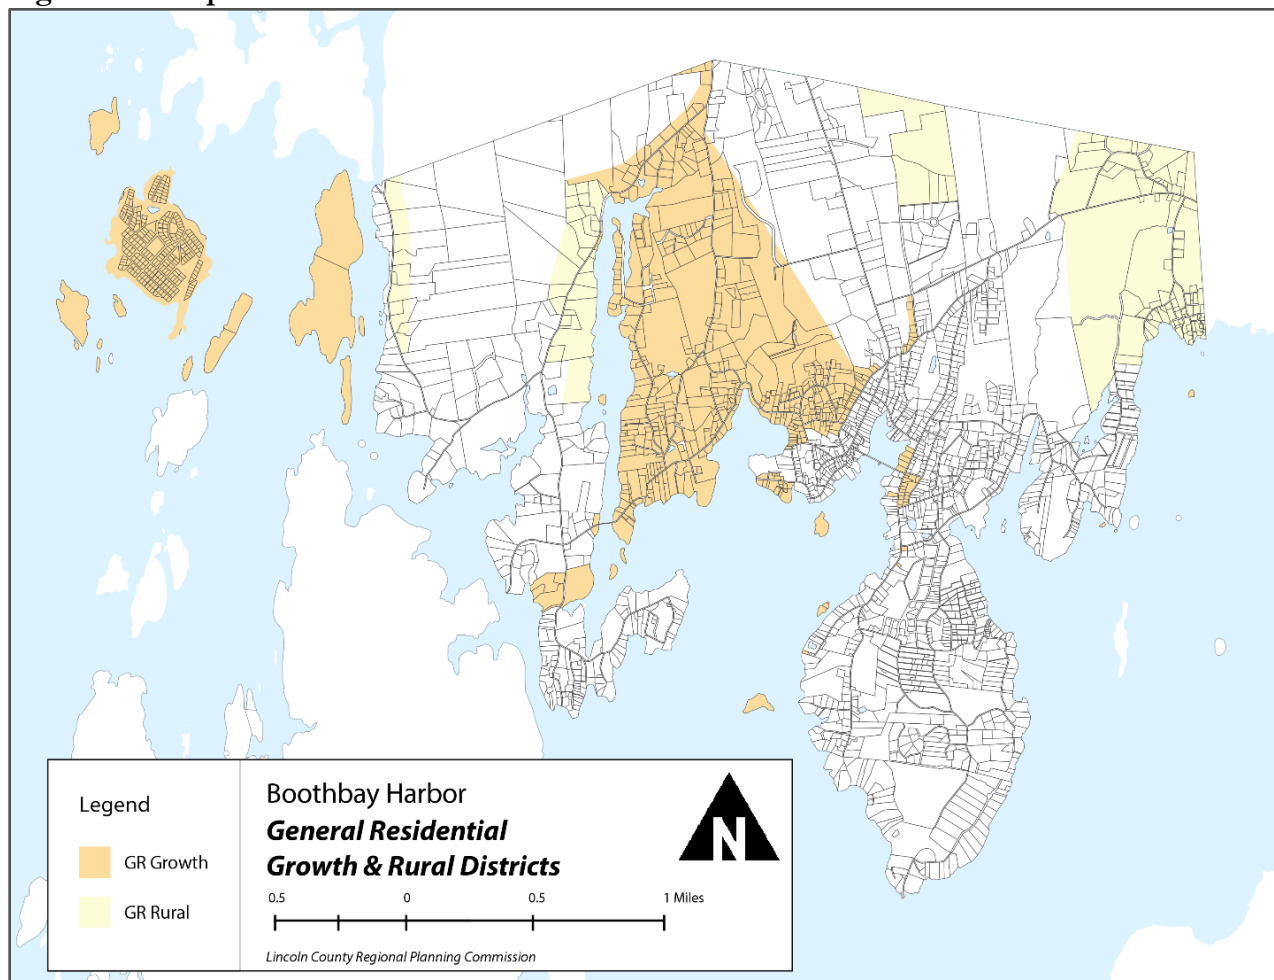 Legend
GR Growth
GR Rural
Boothbay Harbor
General Residential
Growth & Rural Districts
0.5 0 0.5 1 Miles
Lincoln County Regional Planning Commission
N